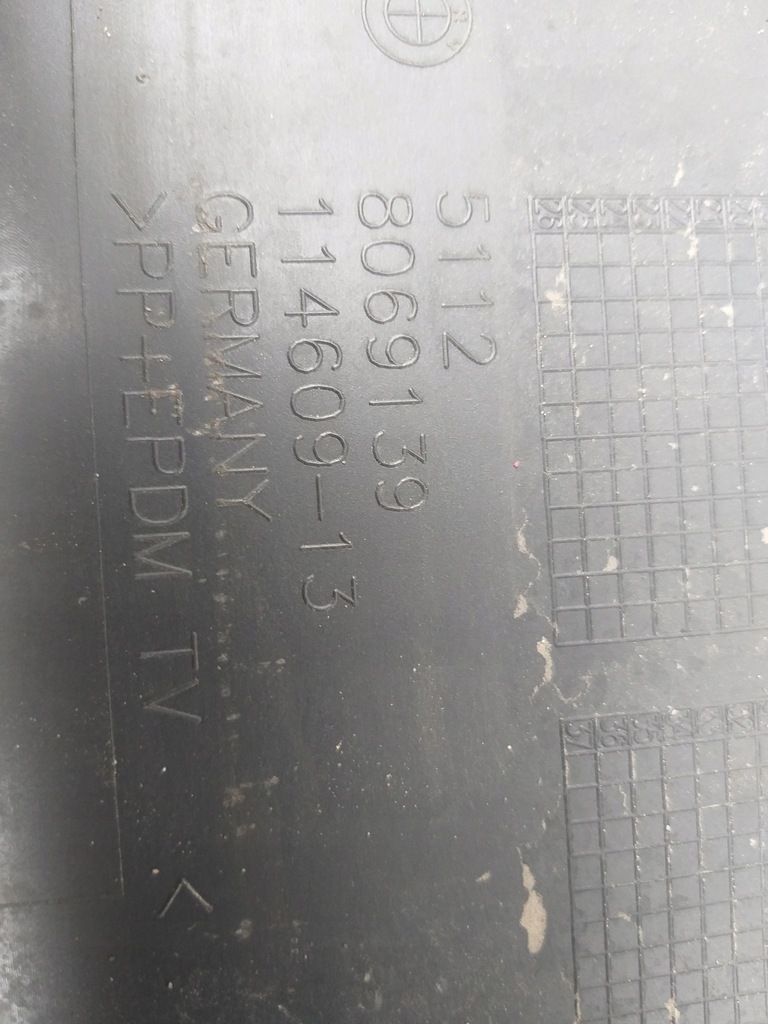 5112
8069139
114609-13
GERMANY
>PP+EPDM TV <